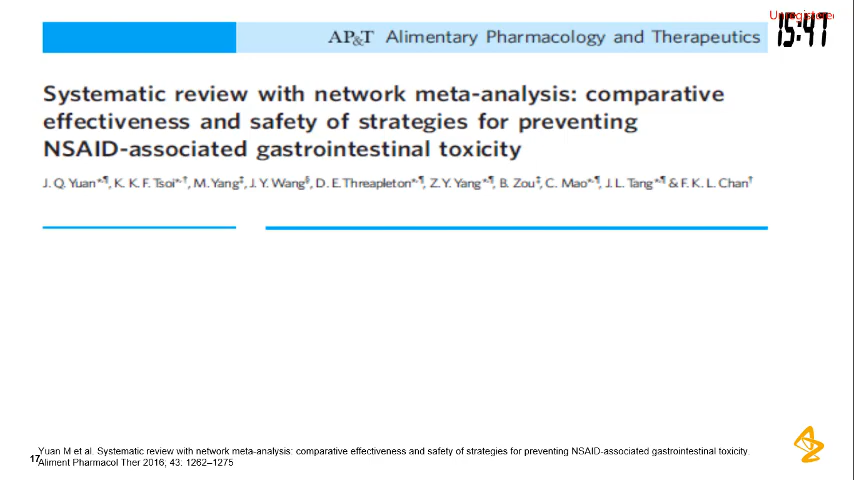 Unregistered
15:47
AP&T Alimentary Pharmacology and Therapeutics
Systematic review with network meta-analysis: comparative
effectiveness and safety of strategies for preventing
NSAID-associated gastrointestinal toxicity
J. Q. Yuan*,¶, K. K. F. Tsoi*,†, M. Yang‡, J. Y. Wang§, D. E. Threapleton*,¶, Z. Y. Yang*,¶, B. Zou‡, C. Mao*,¶, J. L. Tang*,¶ & F. K. L. Chan†
Yuan M et al. Systematic review with network meta-analysis: comparative effectiveness and safety of strategies for preventing NSAID-associated gastrointestinal toxicity.
17
Aliment Pharmacol Ther 2016; 43: 1262–1275